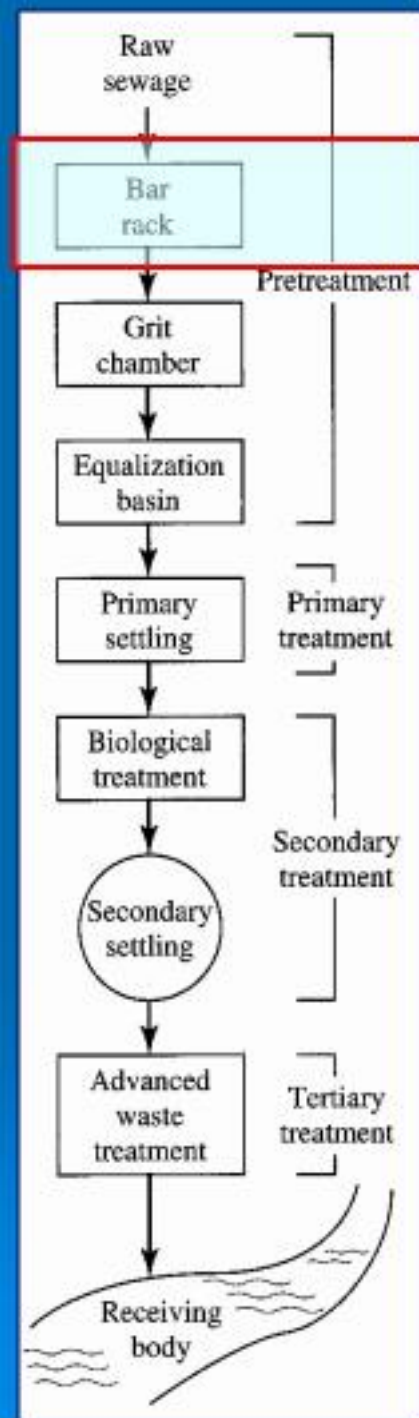 Raw
sewage
Bar
rack
Pretreatment
Grit
chamber
Equalization
basin
Primary
settling
Primary
treatment
Biological
treatment
Secondary
treatment
Secondary
settling
Advanced
waste
treatment
Tertiary
treatment
Receiving
body